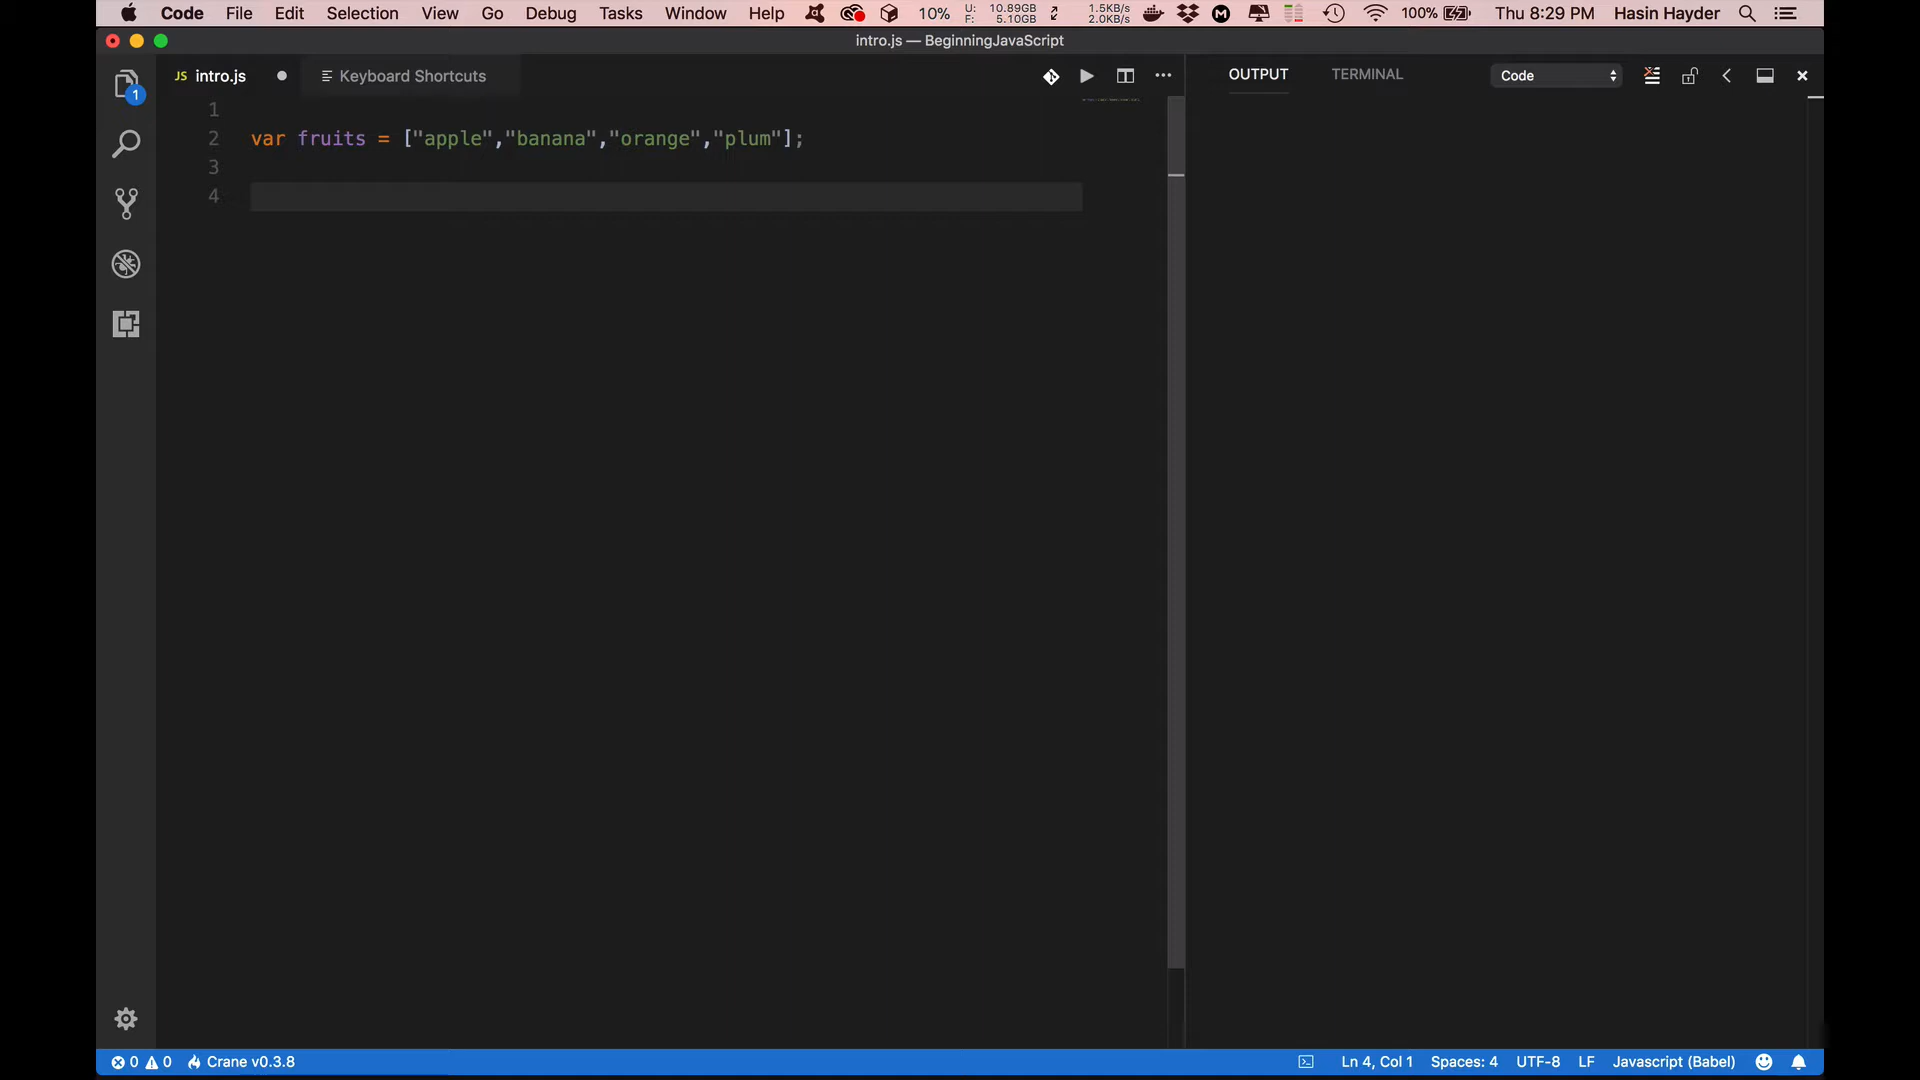 Code File Edit Selection View Go Debug Tasks Window Help 10% U: 10.89GB F: 5.10GB 1.5KB/s 2.0KB/s 100% Thu 8:29 PM Hasin Hayder
intro.js — BeginningJavaScript
JS intro.js Keyboard Shortcuts OUTPUT TERMINAL Code
1
1
2 var fruits = ["apple","banana","orange","plum"];
3
4
0 0 Crane v0.3.8 Ln 4, Col 1 Spaces: 4 UTF-8 LF Javascript (Babel)